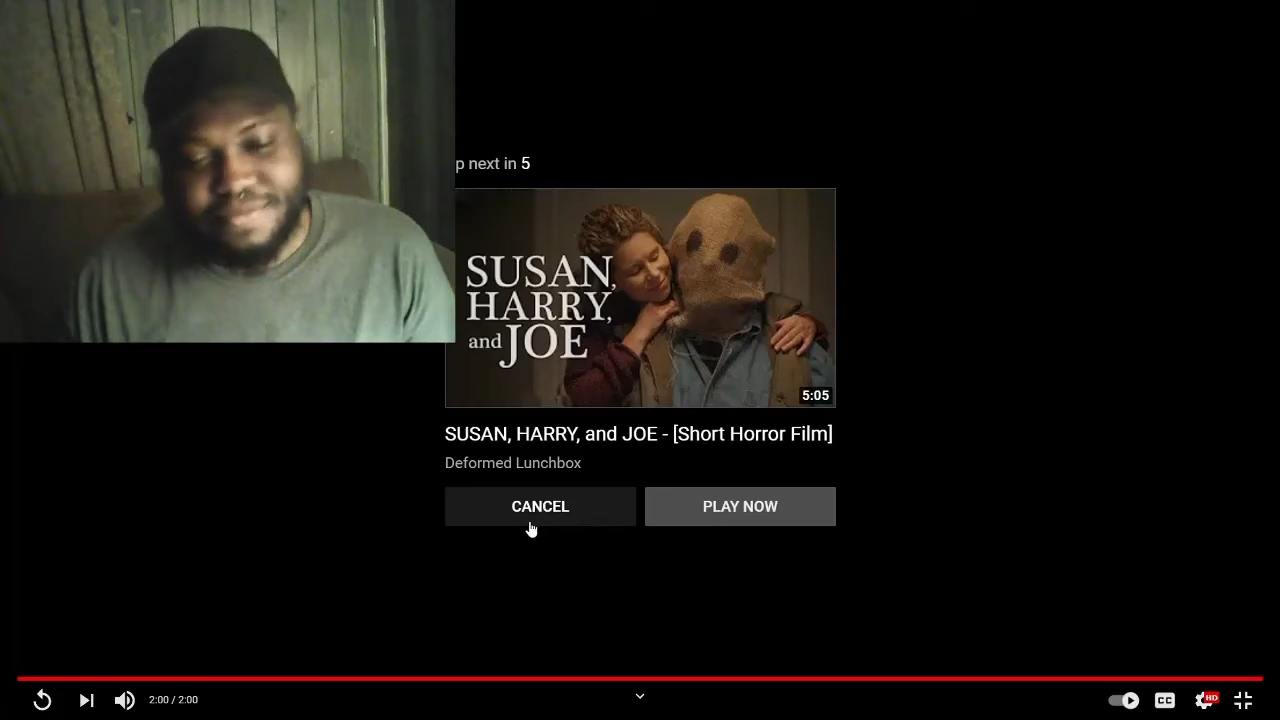 p next in 5
SUSAN,
HARRY,
and JOE
5:05
SUSAN, HARRY, and JOE - [Short Horror Film]
Deformed Lunchbox
CANCEL
PLAY NOW
2:00 / 2:00
CC
HD